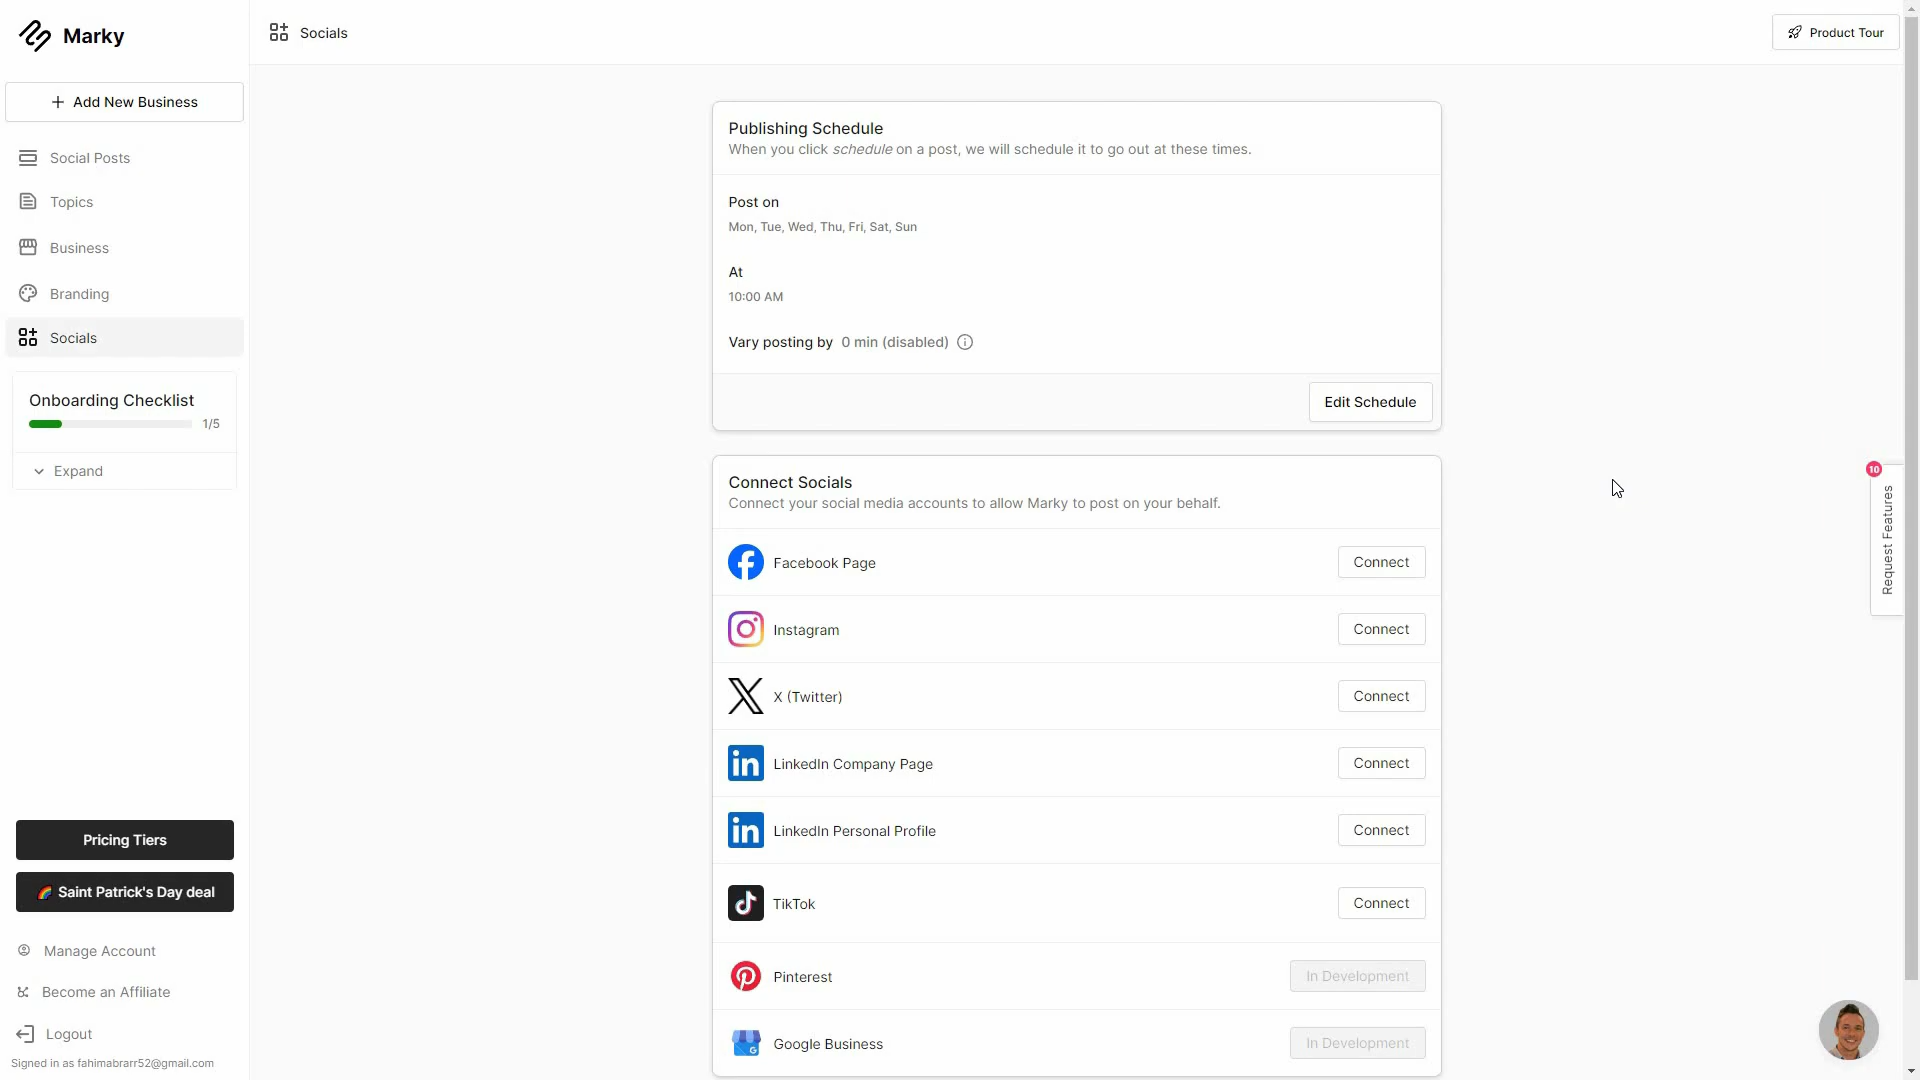 Marky
Socials
Product Tour
Add New Business
Social Posts
Topics
Business
Branding
Socials
Onboarding Checklist
1/5
Expand
Pricing Tiers
Saint Patrick's Day deal
Manage Account
Become an Affiliate
Logout
Signed in as fahimabrarr52@gmail.com
Publishing Schedule
When you click schedule on a post, we will schedule it to go out at these times.
Post on
Mon, Tue, Wed, Thu, Fri, Sat, Sun
At
10:00 AM
Vary posting by 0 min (disabled)
Edit Schedule
Connect Socials
Connect your social media accounts to allow Marky to post on your behalf.
Facebook Page Connect
Instagram Connect
X (Twitter) Connect
LinkedIn Company Page Connect
LinkedIn Personal Profile Connect
TikTok Connect
Pinterest In Development
Google Business In Development
10
Request Features